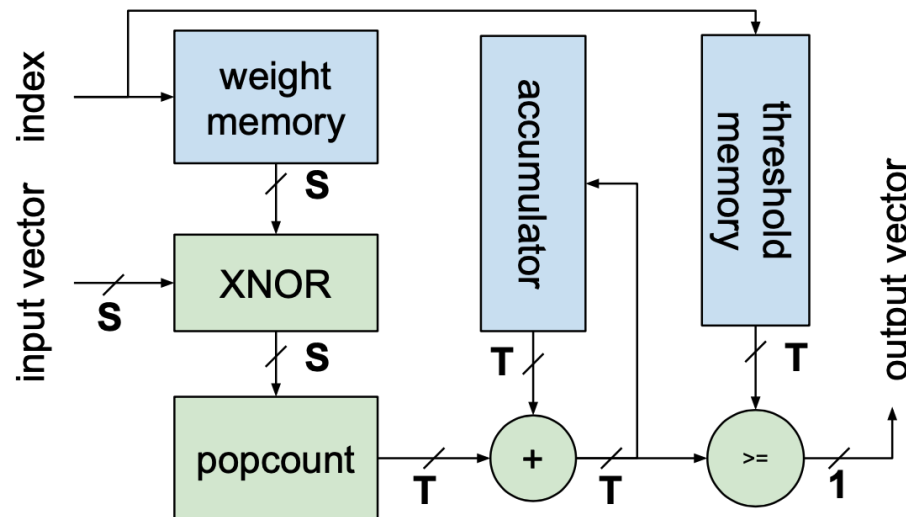 index
weight
memory
accumulator
threshold
memory
S
input vector
S
XNOR
S
T
T
output vector
popcount
T
+
T
>=
1